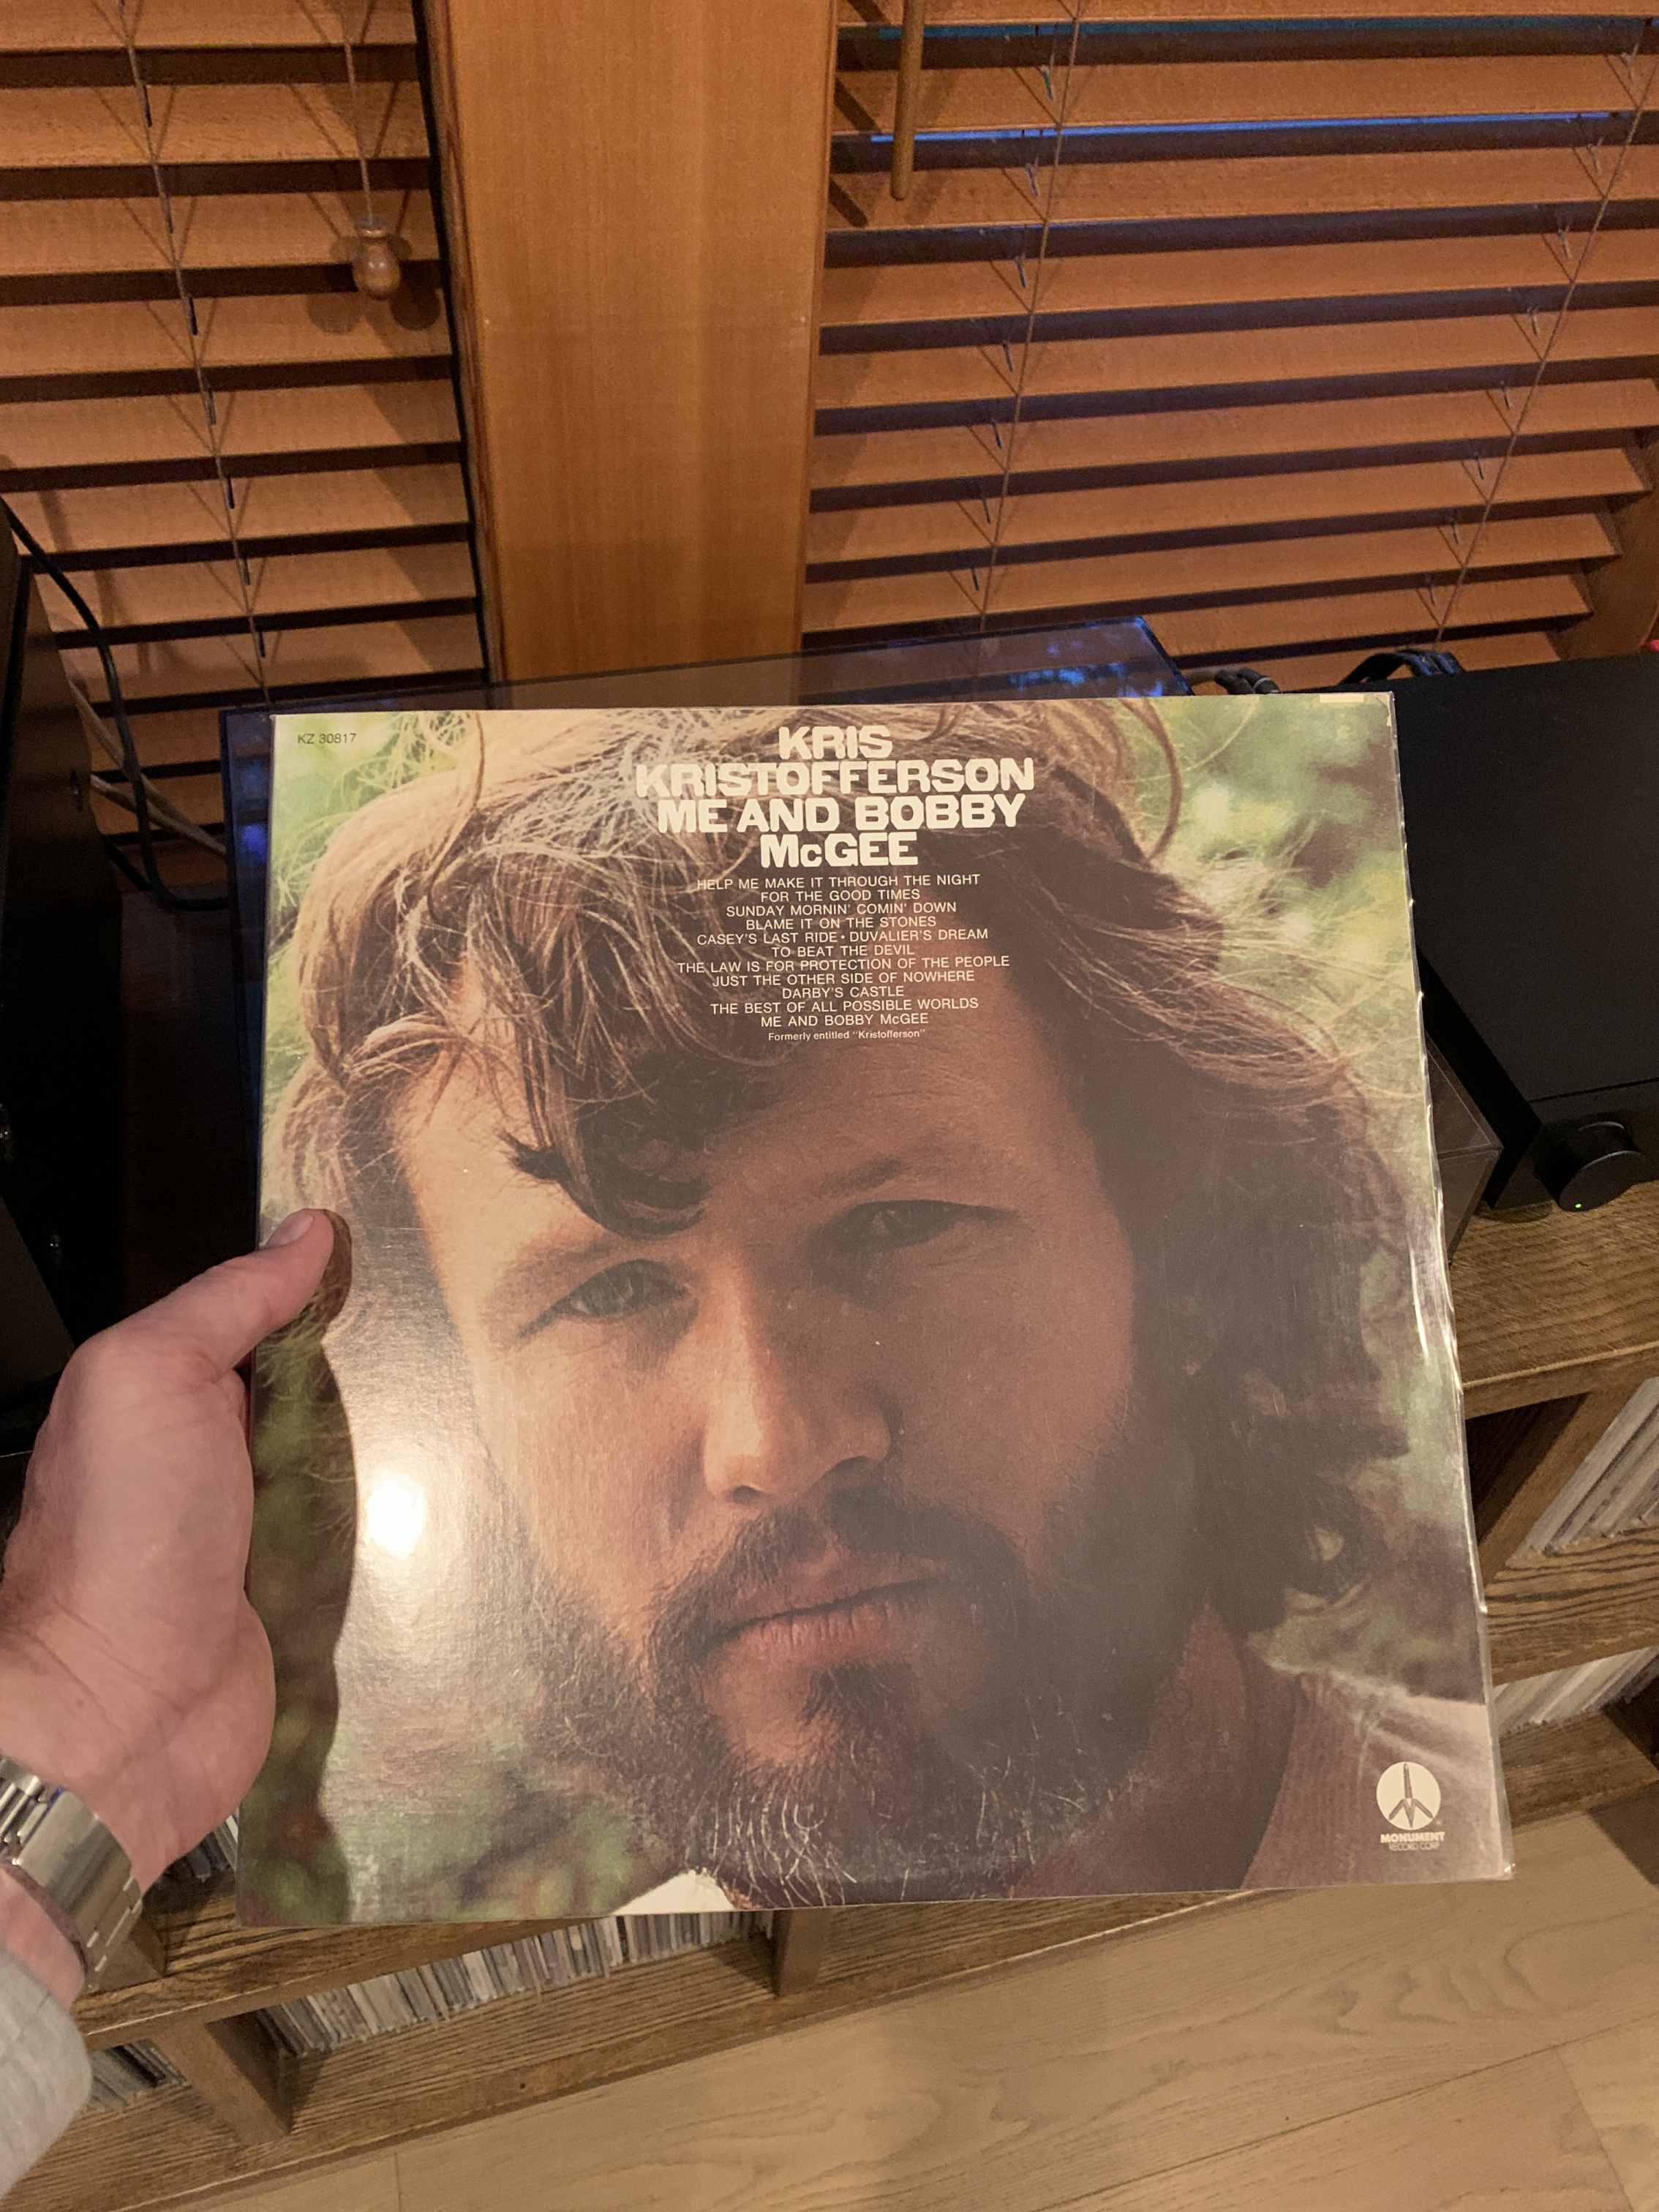 KZ 30817
KRIS
KRISTOFFERSON
ME AND BOBBY
McGEE
HELP ME MAKE IT THROUGH THE NIGHT
FOR THE GOOD TIMES
SUNDAY MORNIN' COMIN' DOWN
BLAME IT ON THE STONES
CASEY'S LAST RIDE • DUVALIER'S DREAM
TO BEAT THE DEVIL
THE LAW IS FOR PROTECTION OF THE PEOPLE
JUST THE OTHER SIDE OF NOWHERE
DARBY'S CASTLE
THE BEST OF ALL POSSIBLE WORLDS
ME AND BOBBY McGEE
Formerly entitled "Kristofferson"
MONUMENT
RECORD CORP.